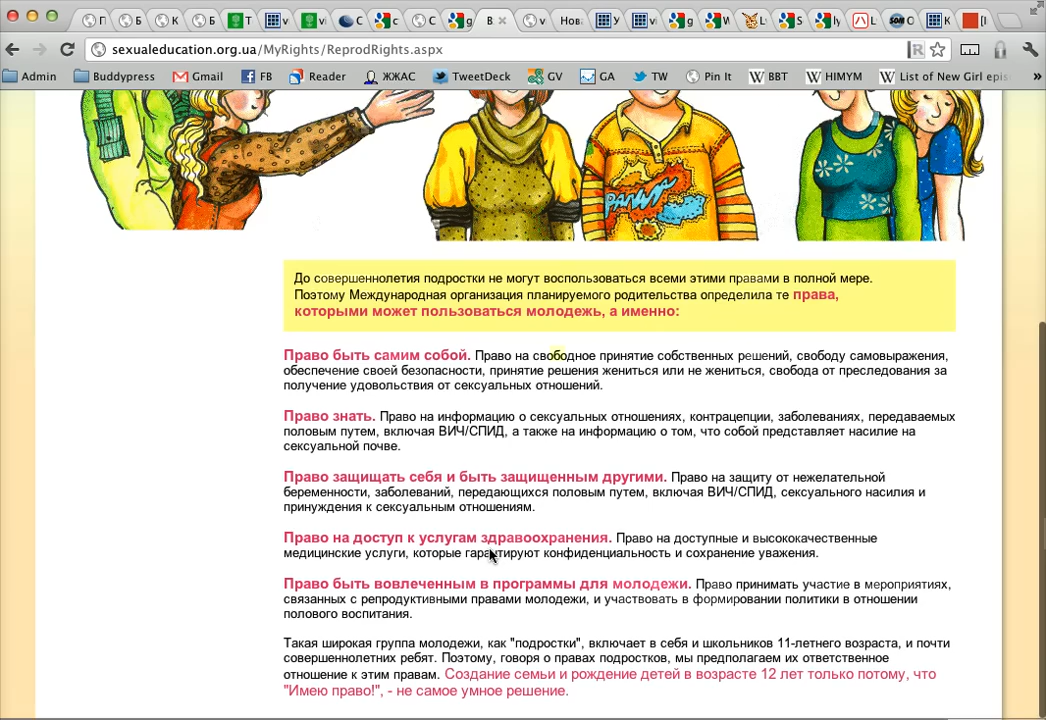 П
Б
К
Б
Т
v
vi
C
c
C
g
В
v
Нов
У
vi
g
W
L
S
ly
L
O
К
[I
sexualeducation.org.ua/MyRights/ReprodRights.aspx
Admin Buddypress Gmail FB Reader ЖЖАС TweetDeck GV GA TW Pin It BBT HIMYM List of New Girl epis »
PANW
До совершеннолетия подростки не могут воспользоваться всеми этими правами в полной мере.
Поэтому Международная организация планируемого родительства определила те права,
которыми может пользоваться молодежь, а именно:
Право быть самим собой. Право на свободное принятие собственных решений, свободу самовыражения,
обеспечение своей безопасности, принятие решения жениться или не жениться, свобода от преследования за
получение удовольствия от сексуальных отношений.
Право знать. Право на информацию о сексуальных отношениях, контрацепции, заболеваниях, передаваемых
половым путем, включая ВИЧ/СПИД, а также на информацию о том, что собой представляет насилие на
сексуальной почве.
Право защищать себя и быть защищенным другими. Право на защиту от нежелательной
беременности, заболеваний, передающихся половым путем, включая ВИЧ/СПИД, сексуального насилия и
принуждения к сексуальным отношениям.
Право на доступ к услугам здравоохранения. Право на доступные и высококачественные
медицинские услуги, которые гарантируют конфиденциальность и сохранение уважения.
Право быть вовлеченным в программы для молодежи. Право принимать участие в мероприятиях,
связанных с репродуктивными правами молодежи, и участвовать в формировании политики в отношении
полового воспитания.
Такая широкая группа молодежи, как "подростки", включает в себя и школьников 11-летнего возраста, и почти
совершеннолетних ребят. Поэтому, говоря о правах подростков, мы предполагаем их ответственное
отношение к этим правам. Создание семьи и рождение детей в возрасте 12 лет только потому, что
"Имею право!", - не самое умное решение.